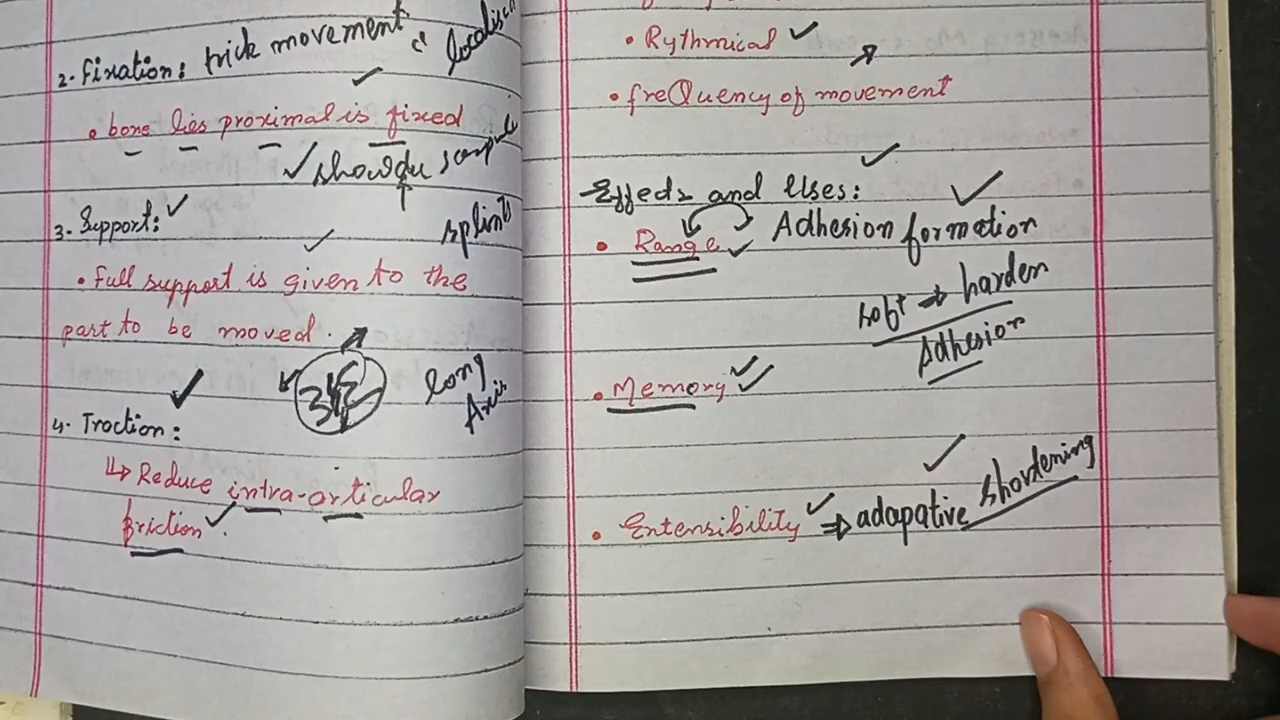 2. Fixation: trick movement
localisa
• bone lies proximal is fixed
3. Support:
splints
• Full support is given to the
part to be moved.
long
Axis
4. Traction:
↳ Reduce intra-articular
friction.
• Rythmical
• frequency of movement
Effects and Uses:
• Range Adhesion formation
soft ⇒ harden
Adhesion
• Memory
• Entensibility ⇒ adapative shortening